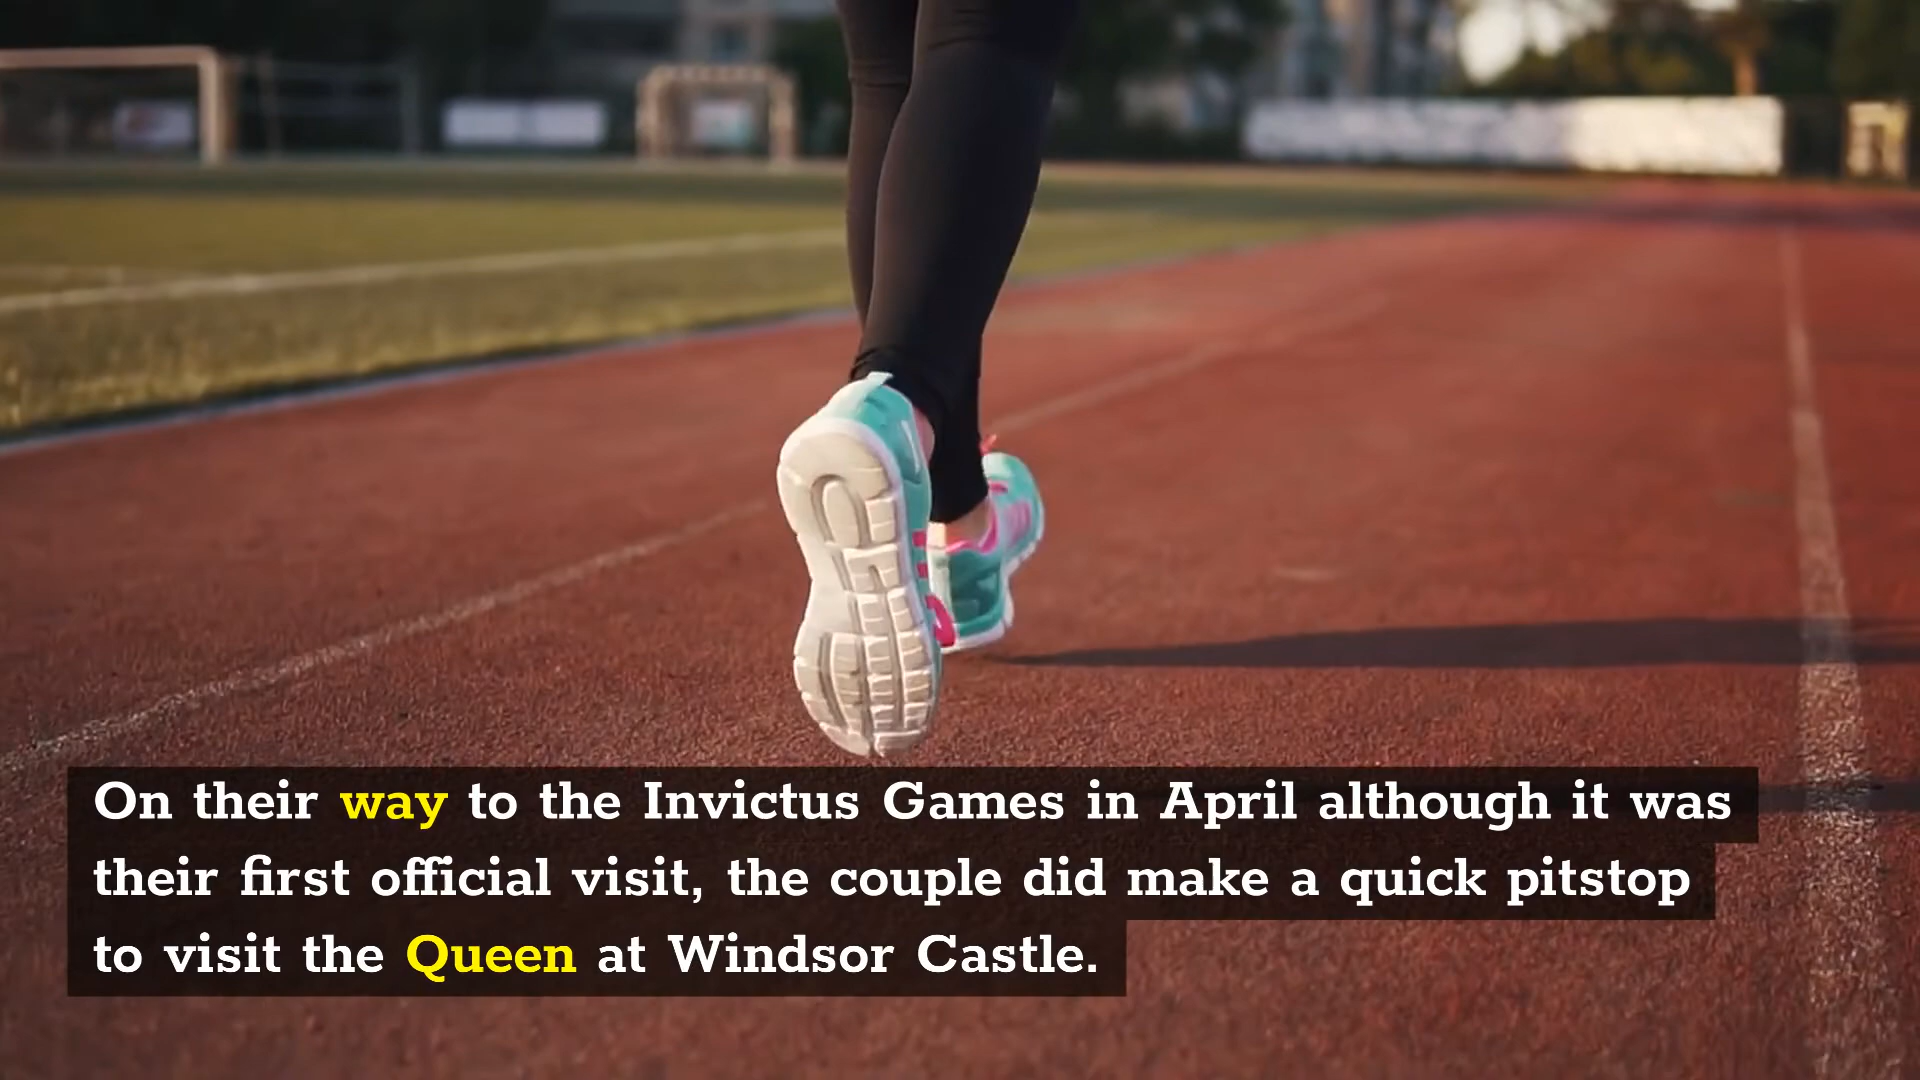 On their way to the Invictus Games in April although it was
their first official visit, the couple did make a quick pitstop
to visit the Queen at Windsor Castle.